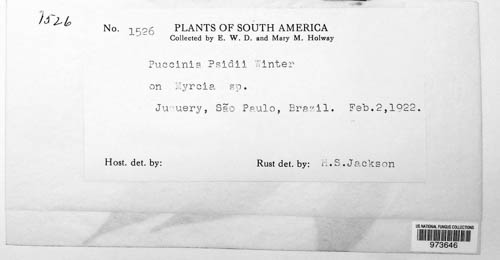 1526
No. 1526 PLANTS OF SOUTH AMERICA
Collected by E. W. D. and Mary M. Holway
Puccinia Psidii Winter
on Myrcia sp.
Juquery, São Paulo, Brazil. Feb.2,1922.
Host. det. by: Rust det. by: H.S.Jackson
US NATIONAL FUNGUS COLLECTIONS
973646